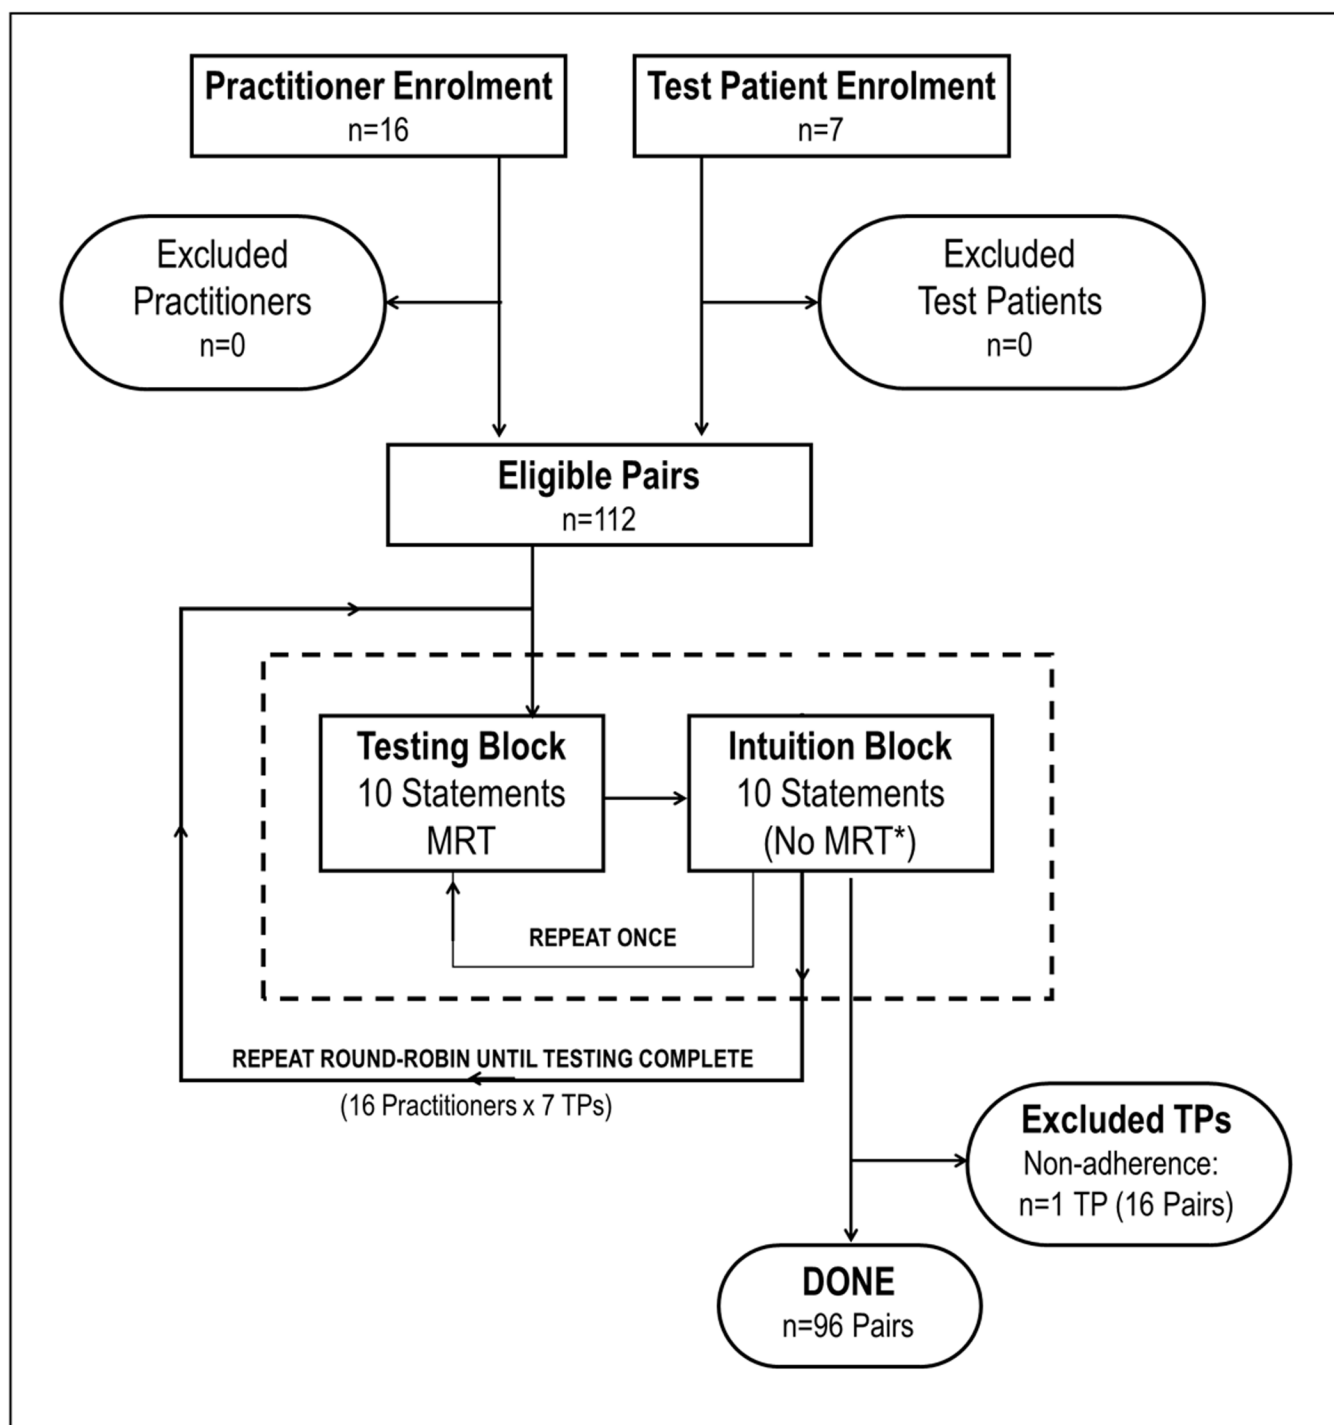 Practitioner Enrolment
n=16
Test Patient Enrolment
n=7
Excluded
Practitioners
n=0
Excluded
Test Patients
n=0
Eligible Pairs
n=112
Testing Block
10 Statements
MRT
Intuition Block
10 Statements
(No MRT*)
REPEAT ONCE
REPEAT ROUND-ROBIN UNTIL TESTING COMPLETE
(16 Practitioners x 7 TPs)
Excluded TPs
Non-adherence:
n=1 TP (16 Pairs)
DONE
n=96 Pairs